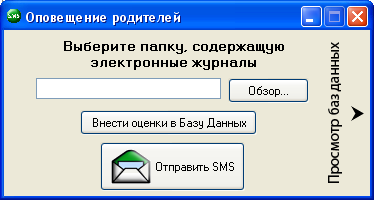 Оповещение родителей
Выберите папку, содержащую
электронные журналы
Обзор...
Внести оценки в Базу Данных
Отправить SMS
Просмотр баз данных